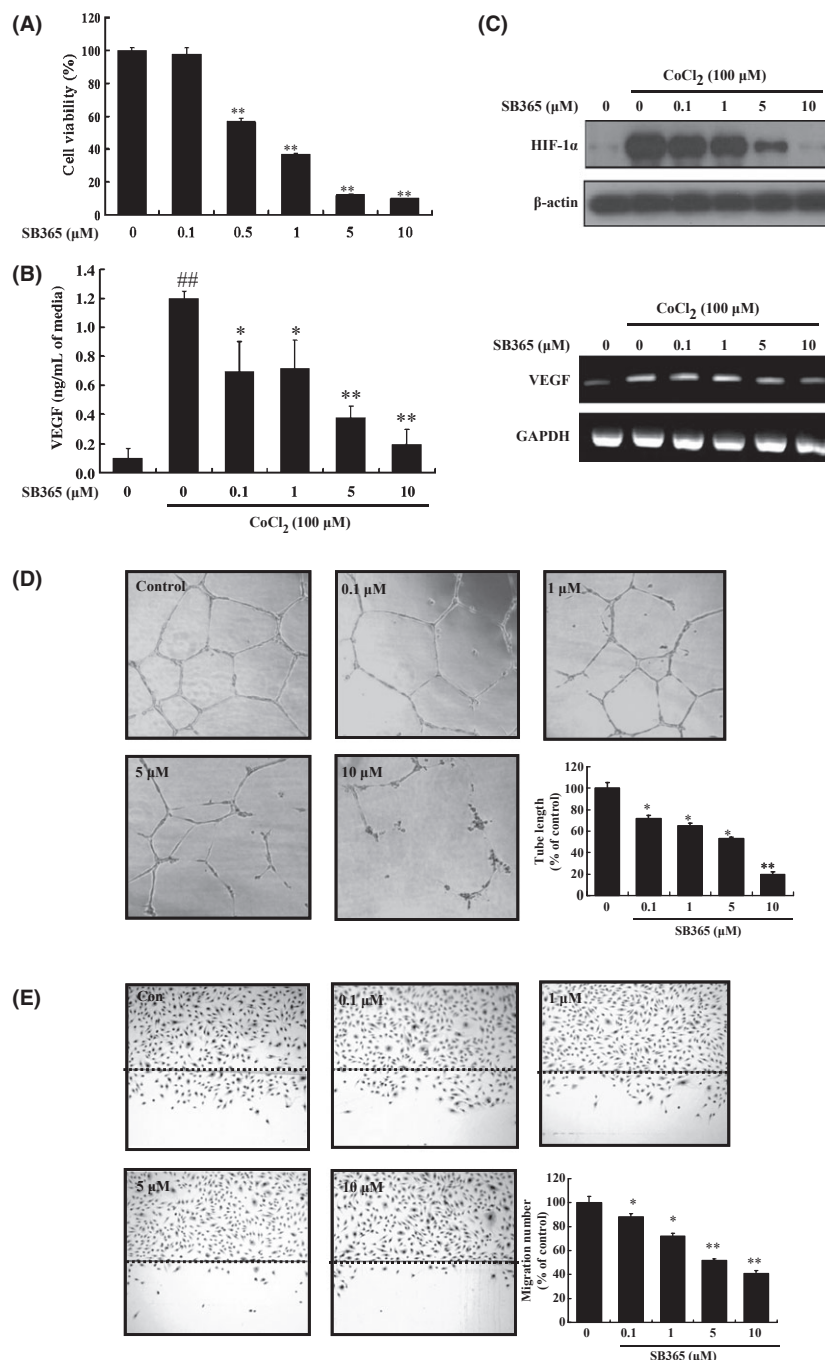 (A)
120
100
80
60
40
20
0
Cell viability (%)
** ** ** **
SB365 (μM) 0 0.1 0.5 1 5 10
(B)
1.4
1.2
1.0
0.8
0.6
0.4
0.2
0.0
VEGF (ng/mL of media)
## * * ** **
SB365 (μM) 0 0 0.1 1 5 10
CoCl2 (100 μM)
(C)
CoCl2 (100 μM)
SB365 (μM) 0 0 0.1 1 5 10
HIF-1α
β-actin
CoCl2 (100 μM)
SB365 (μM) 0 0 0.1 1 5 10
VEGF
GAPDH
(D)
Control
0.1 μM
1 μM
5 μM
10 μM
120
100
80
60
40
20
0
Tube length
(% of control)
* * * **
0 0.1 1 5 10
SB365 (μM)
(E)
Con
0.1 μM
1 μM
5 μM
10 μM
120
100
80
60
40
20
0
Migration number
(% of control)
* * ** **
0 0.1 1 5 10
SB365 (μM)